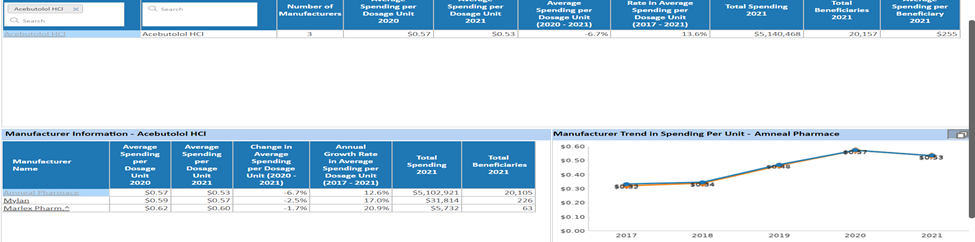 Acebutolol HCl ×
Search
Search
Number of Manufacturers
Average Spending per Dosage Unit 2020
Average Spending per Dosage Unit 2021
Average Spending per Dosage Unit (2020 - 2021)
Rate in Average Spending per Dosage Unit (2017 - 2021)
Total Spending 2021
Total Beneficiaries 2021
Average Spending per Beneficiary 2021
Acebutolol HCl Acebutolol HCl 3 $0.57 $0.53 -6.7% 13.6% $5,140,468 20,157 $255
Manufacturer Information - Acebutolol HCl
Manufacturer Name
Average Spending per Dosage Unit 2020
Average Spending per Dosage Unit 2021
Change in Average Spending per Dosage Unit (2020 - 2021)
Annual Growth Rate in Average Spending per Dosage Unit (2017 - 2021)
Total Spending 2021
Total Beneficiaries 2021
Amneal Pharmace $0.57 $0.53 -6.7% 12.6% $5,102,921 20,105
Mylan $0.59 $0.57 -2.5% 17.0% $31,814 226
Marlex Pharm.^ $0.62 $0.60 -1.7% 20.9% $5,732 63
Manufacturer Trend in Spending Per Unit - Amneal Pharmace
$0.60
$0.50
$0.40
$0.30
$0.20
$0.10
$0.00
$0.34
$0.57
$0.53
2017 2018 2019 2020 2021